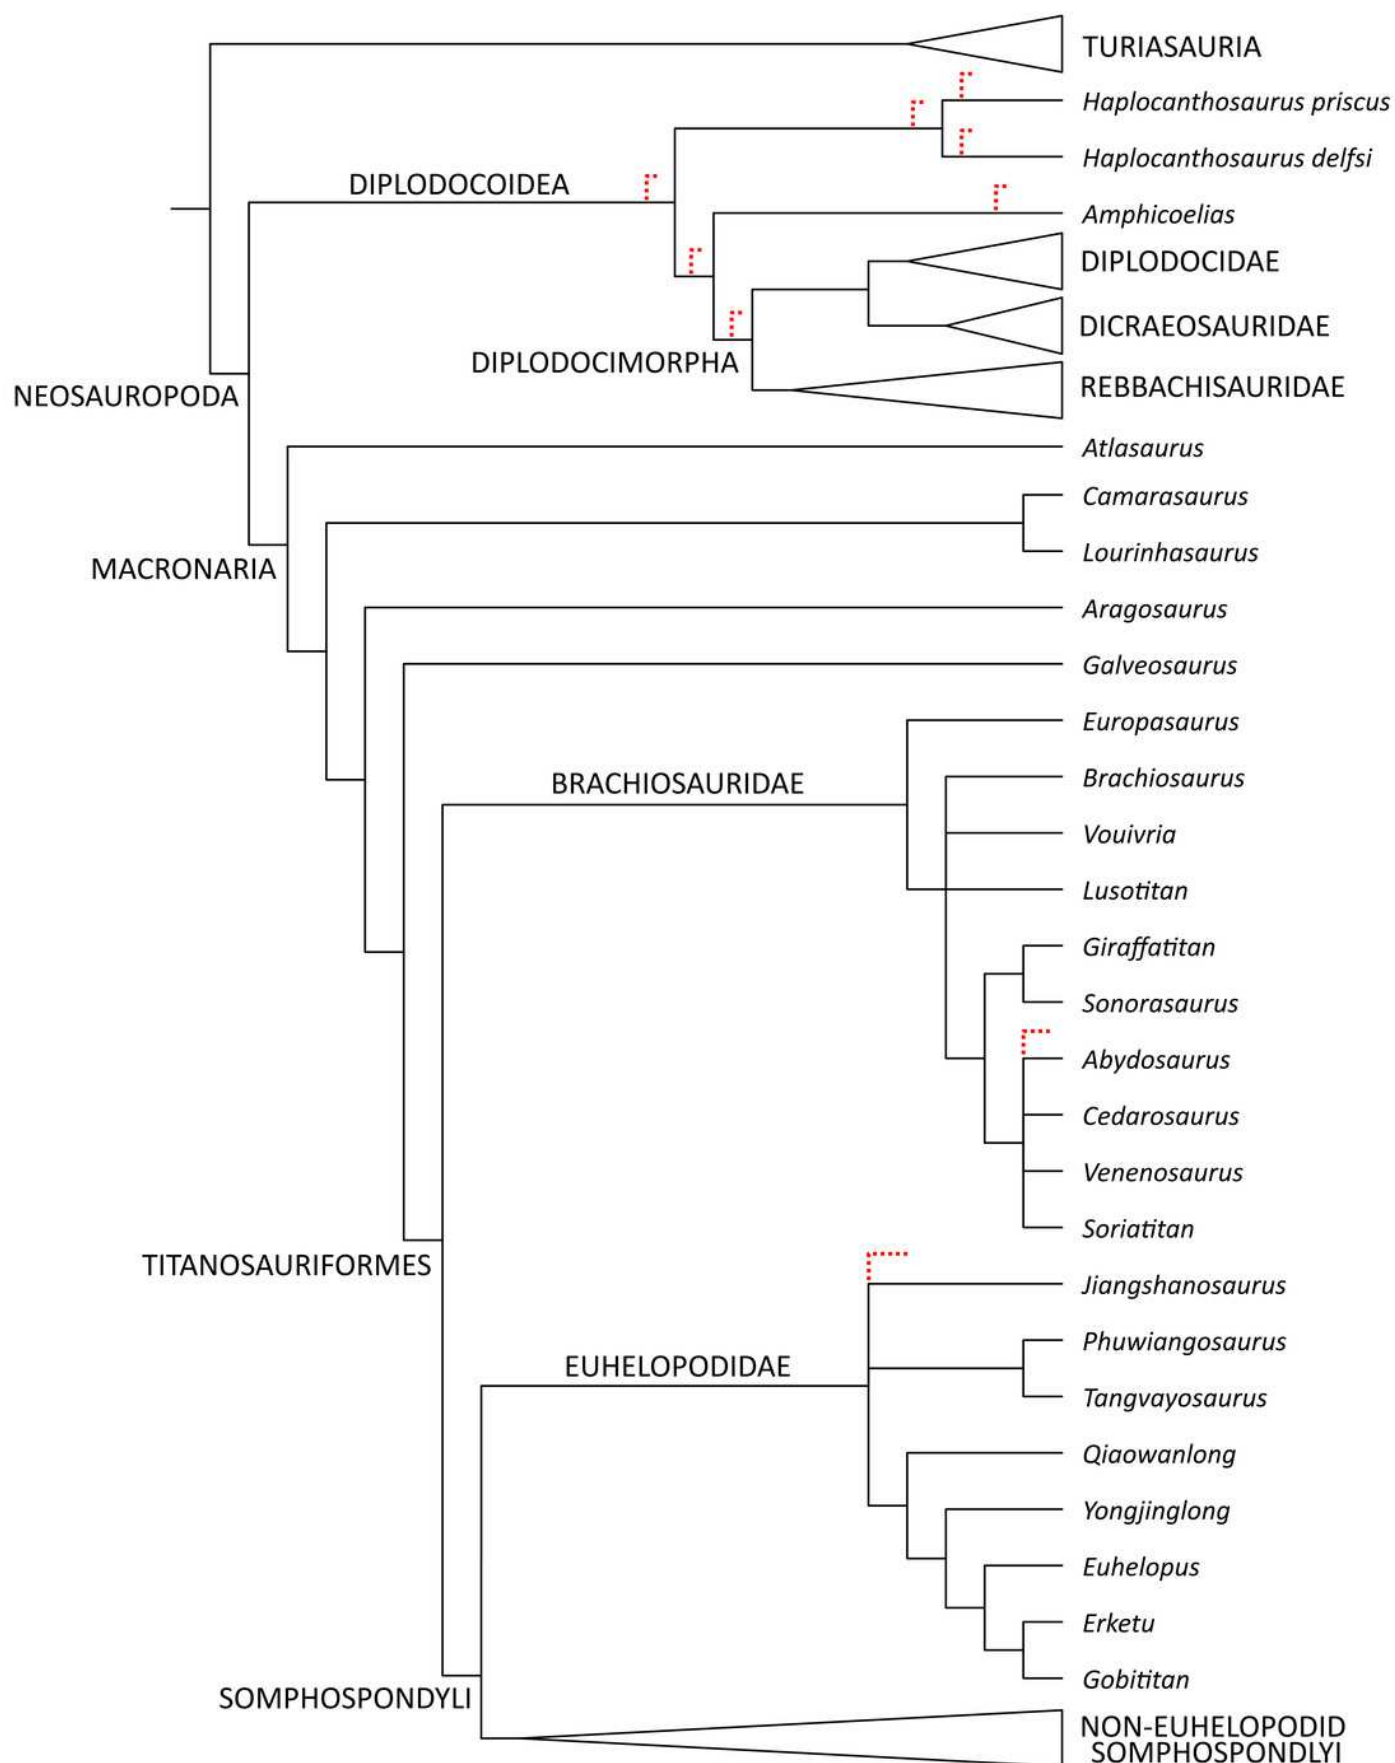 TURIASAURIA
Haplocanthosaurus priscus
Haplocanthosaurus delfsi
DIPLODOCOIDEA
Amphicoelias
DIPLODOCIDAE
DICRAEOSAURIDAE
DIPLODOCIMORPHA
REBBACHISAURIDAE
NEOSAUROPODA
Atlasaurus
Camarasaurus
Lourinhasaurus
MACRONARIA
Aragosaurus
Galveosaurus
Europasaurus
BRACHIOSAURIDAE
Brachiosaurus
Vouivria
Lusotitan
Giraffatitan
Sonorasaurus
Abydosaurus
Cedarosaurus
Venenosaurus
Soriatitan
TITANOSAURIFORMES
Jiangshanosaurus
Phuwiangosaurus
EUHELOPODIDAE
Tangvayosaurus
Qiaowanlong
Yongjinglong
Euhelopus
Erketu
Gobititan
SOMPHOSPONDYLI
NON-EUHELOPODID
SOMPHOSPONDLYI